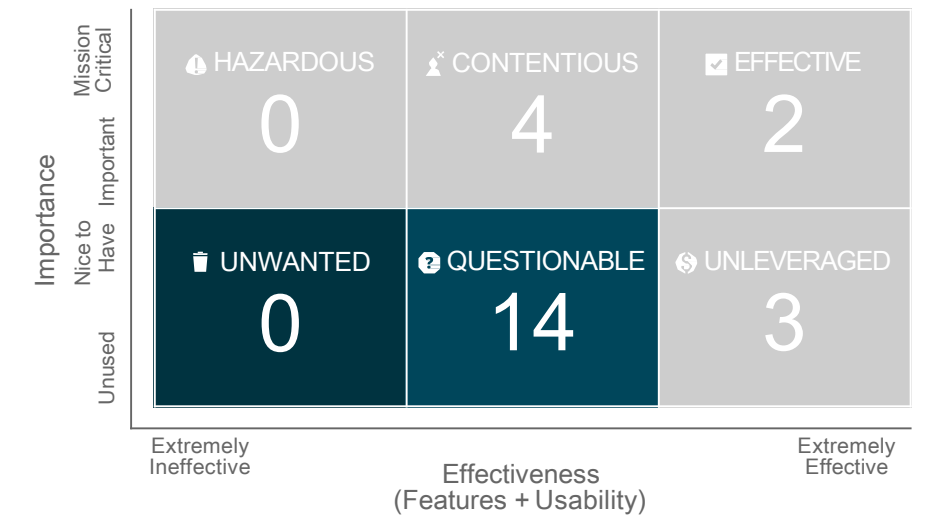 Mission
Critical
HAZARDOUS
0
CONTENTIOUS
4
EFFECTIVE
2
Important
Importance
Nice to
Have
UNWANTED
0
QUESTIONABLE
14
UNLEVERAGED
3
Unused
Extremely
Ineffective
Extremely
Effective
Effectiveness
(Features + Usability)